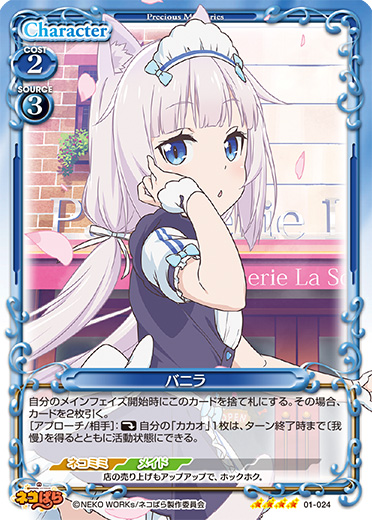 Precious Memories
Character
COST
2
SOURCE
3
erie La So
バニラ
自分のメインフェイズ開始時にこのカードを捨て札にする。その場合、
カードを2枚引く。
[アプローチ/相手]: 自分の「カカオ」1枚は、ターン終了時まで〔我
慢〕を得るとともに活動状態にできる。
ネコミミ
メイド
店の売り上げもアップアップで、ホックホク。
ネコぱら
©NEKO WORKs/ネコぱら製作委員会
01-024